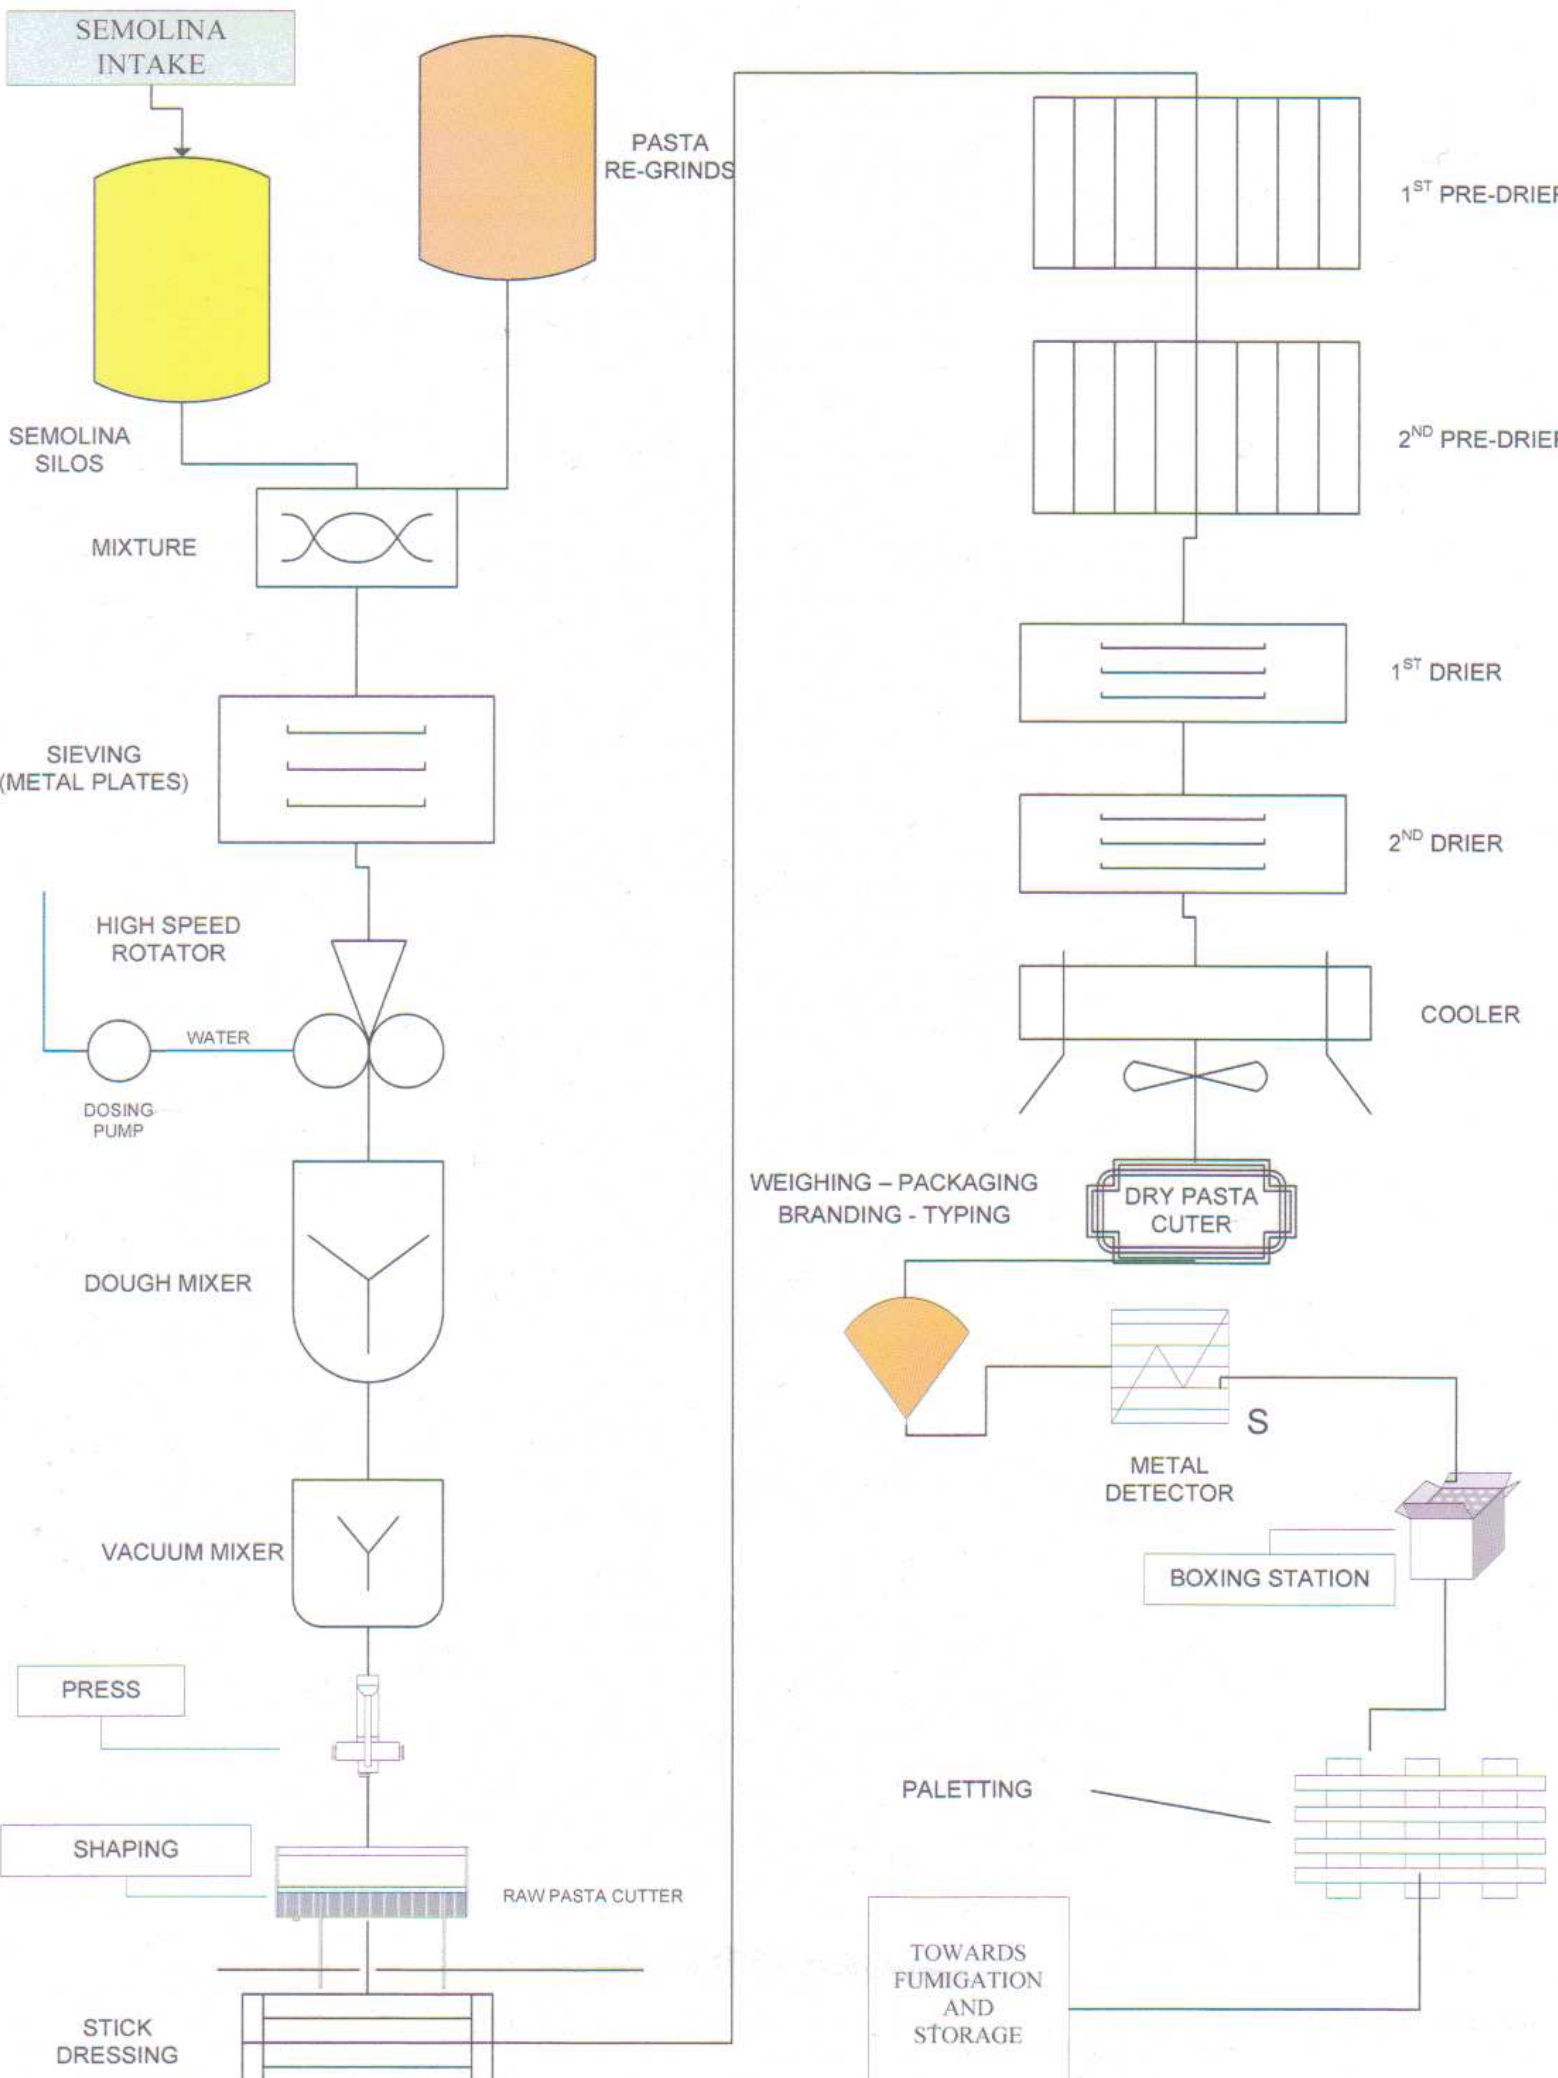 SEMOLINA
INTAKE
PASTA
RE-GRINDS
SEMOLINA
SILOS
MIXTURE
SIEVING
(METAL PLATES)
HIGH SPEED
ROTATOR
WATER
DOSING
PUMP
DOUGH MIXER
VACUUM MIXER
PRESS
SHAPING
RAW PASTA CUTTER
STICK
DRESSING
1ST PRE-DRIER
2ND PRE-DRIER
1ST DRIER
2ND DRIER
COOLER
WEIGHING – PACKAGING
BRANDING - TYPING
DRY PASTA
CUTER
S
METAL
DETECTOR
BOXING STATION
PALETTING
TOWARDS
FUMIGATION
AND
STORAGE